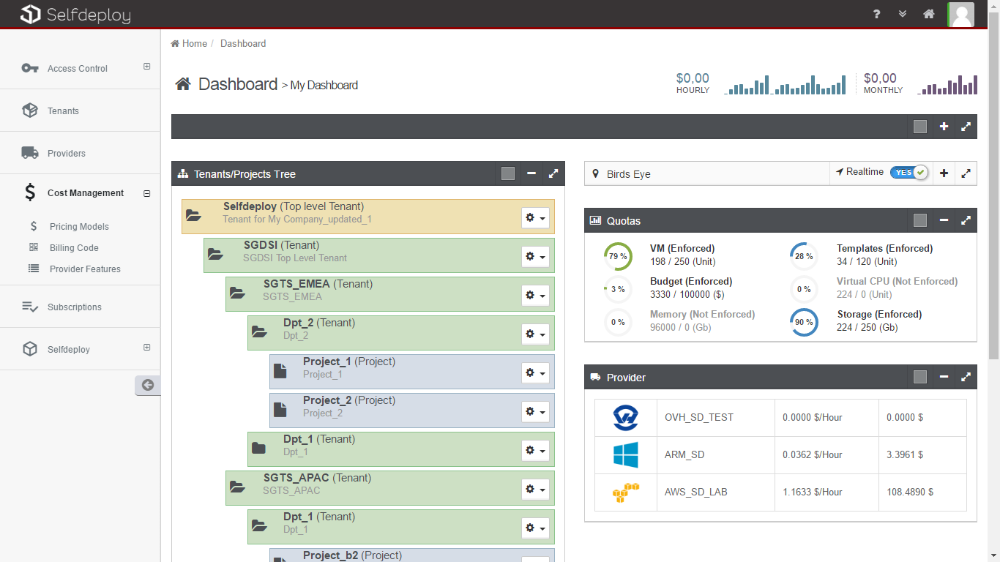 Selfdeploy
?
Home / Dashboard
Access Control
Tenants
Providers
Cost Management
Pricing Models
Billing Code
Provider Features
Subscriptions
Selfdeploy
Dashboard > My Dashboard
$0,00
HOURLY
$0,00
MONTHLY
Tenants/Projects Tree
Selfdeploy (Top level Tenant)
Tenant for My Company_updated_1
SGDSI (Tenant)
SGDSI Top Level Tenant
SGTS_EMEA (Tenant)
SGTS_EMEA
Dpt_2 (Tenant)
Dpt_2
Project_1 (Project)
Project_1
Project_2 (Project)
Project_2
Dpt_1 (Tenant)
Dpt_1
SGTS_APAC (Tenant)
SGTS_APAC
Dpt_1 (Tenant)
Dpt_1
Project_b2 (Project)
Birds Eye
Realtime YES
Quotas
79 %
VM (Enforced)
198 / 250 (Unit)
28 %
Templates (Enforced)
34 / 120 (Unit)
3 %
Budget (Enforced)
3330 / 100000 ($)
0 %
Virtual CPU (Not Enforced)
224 / 0 (Unit)
0 %
Memory (Not Enforced)
96000 / 0 (Gb)
90 %
Storage (Enforced)
224 / 250 (Gb)
Provider
OVH_SD_TEST 0.0000 $/Hour 0.0000 $
ARM_SD 0.0362 $/Hour 3.3961 $
AWS_SD_LAB 1.1633 $/Hour 108.4890 $